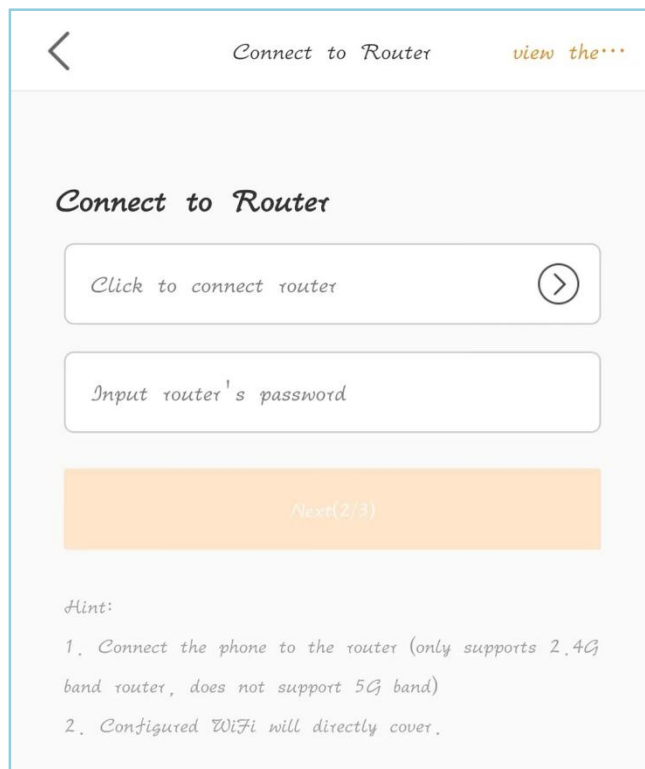 Connect to Router
view the···
Connect to Router
Click to connect router
Input router's password
Next(2/3)
Hint:
1. Connect the phone to the router (only supports 2.4G
band router, does not support 5G band)
2. Configured WiFi will directly cover.